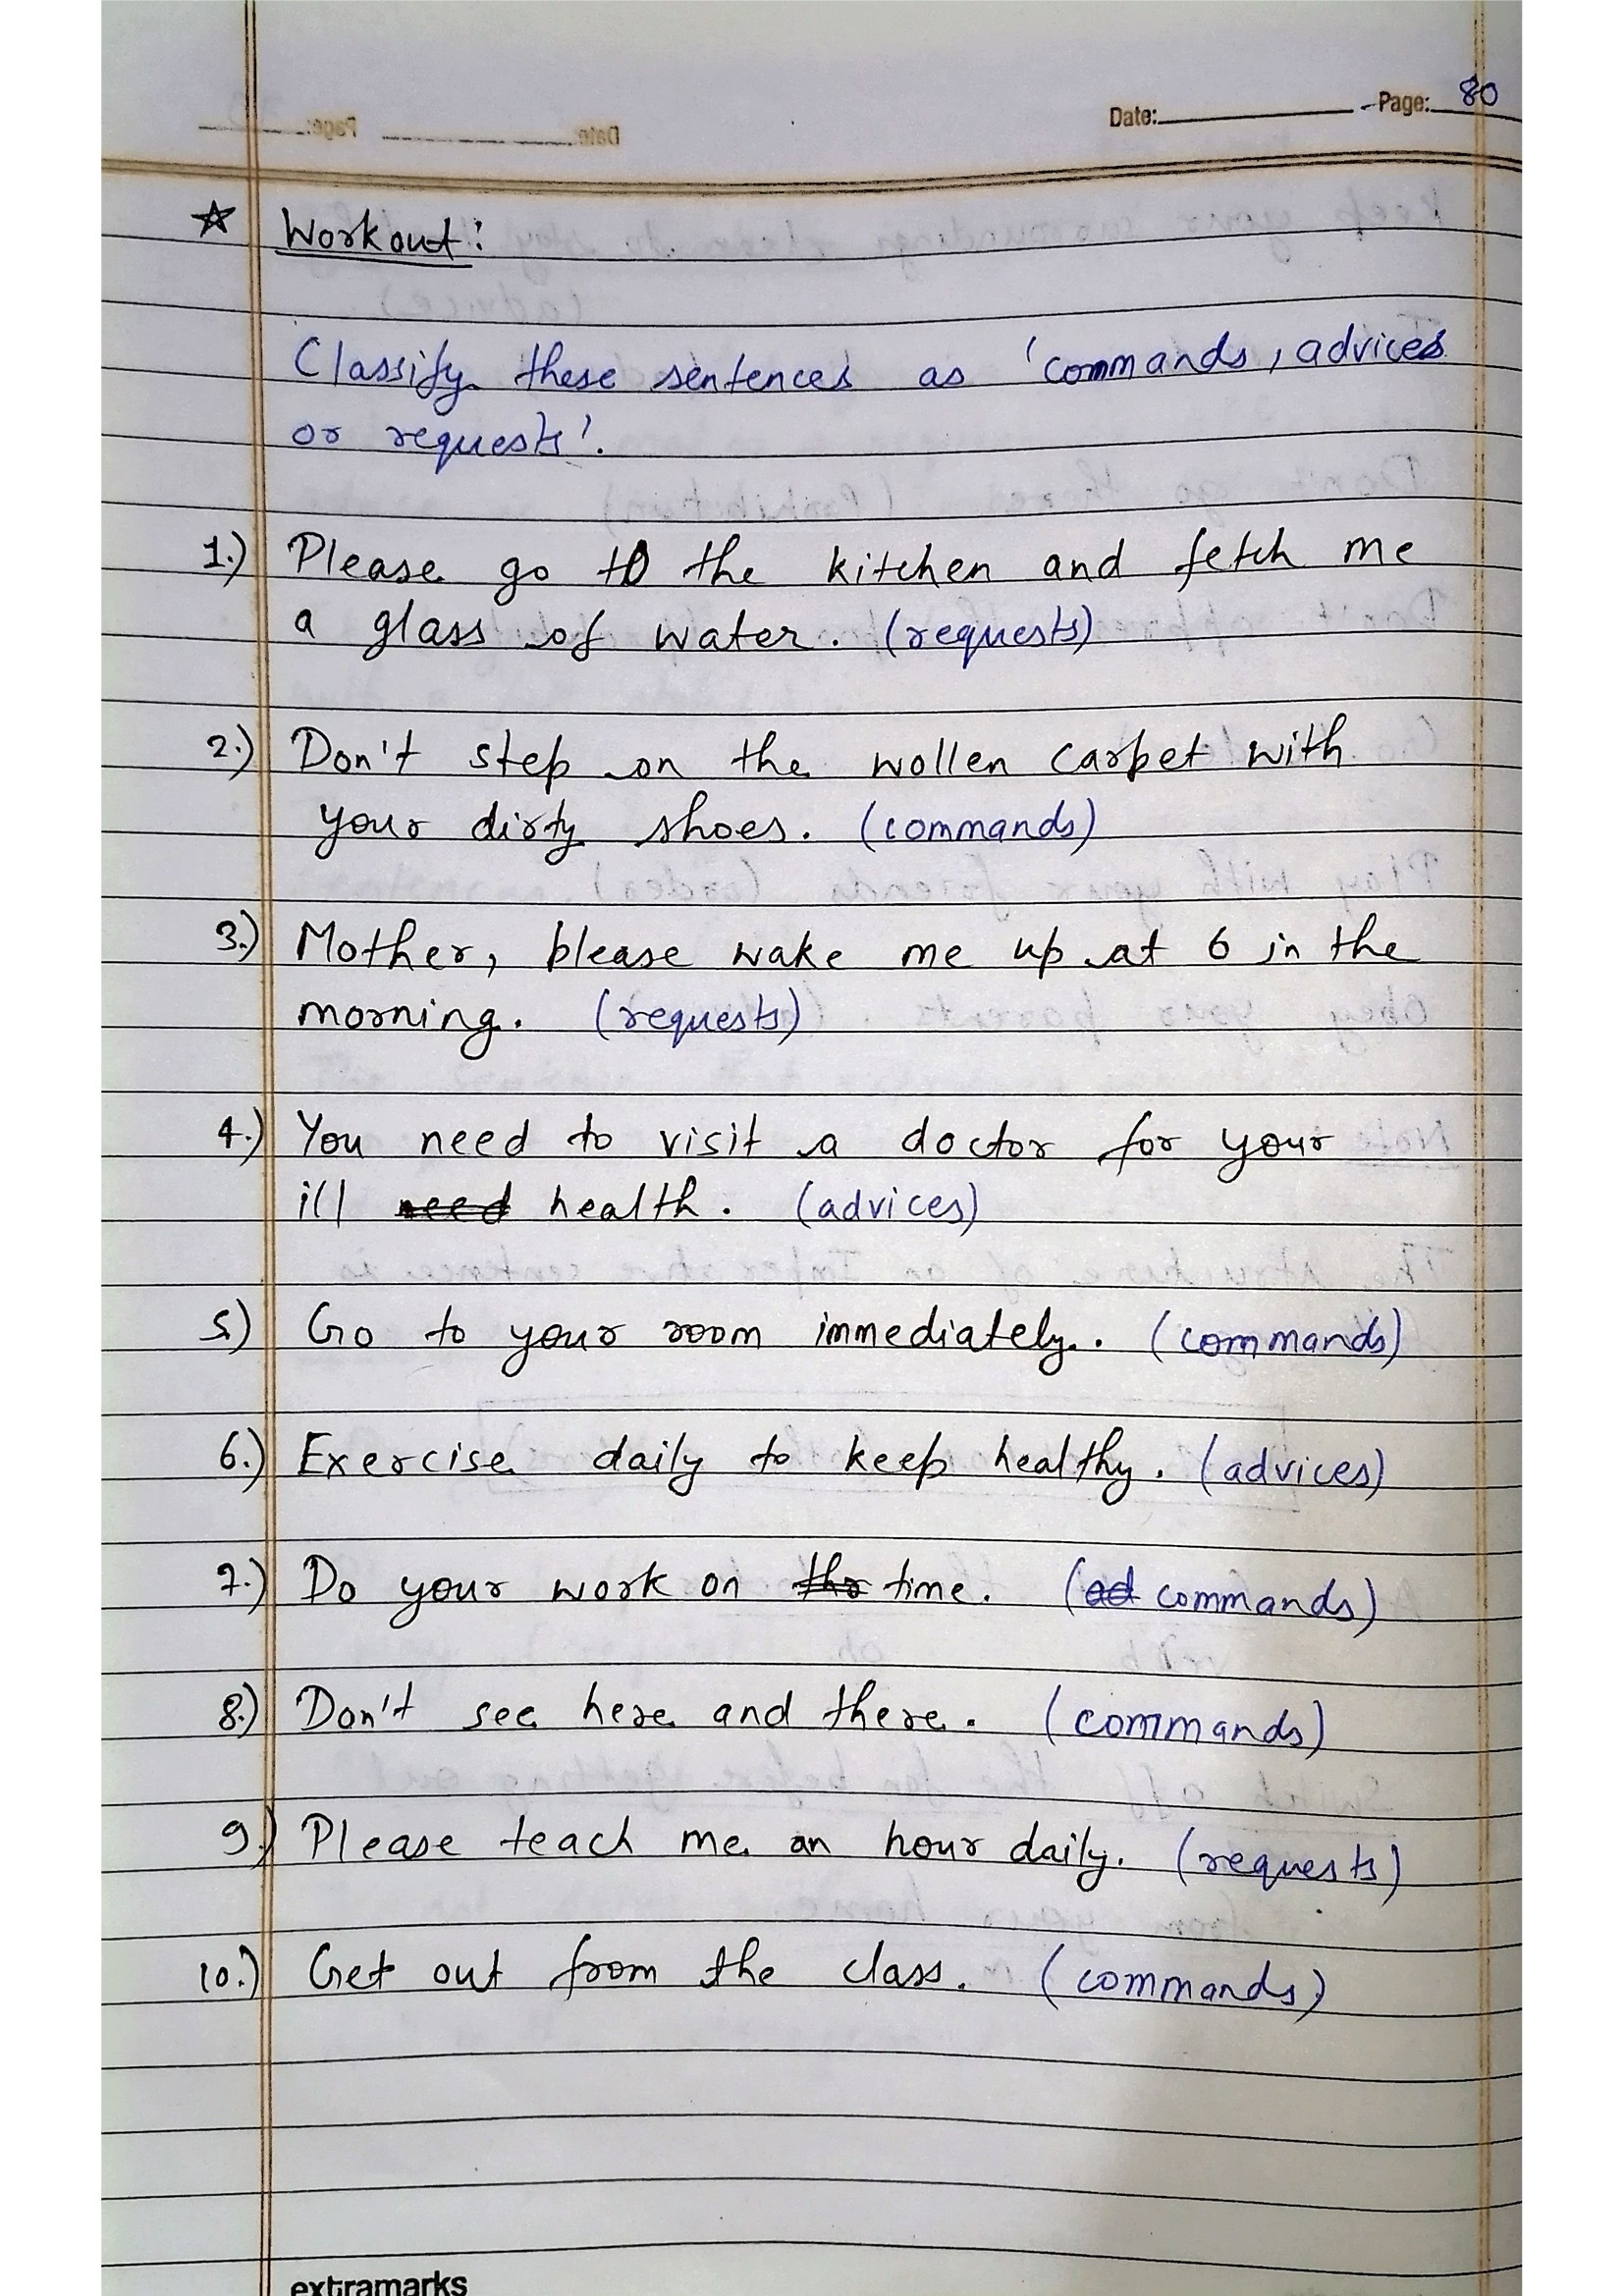 Date: Page: 80
☆ Workout:
Classify these sentences as 'commands, advices
or requests'.
1.) Please go to the kitchen and fetch me
a glass of water. (requests)
2.) Don't step on the wollen carpet with
your dirty shoes. (commands)
3.) Mother, please wake me up at 6 in the
morning. (requests)
4.) You need to visit a doctor for your
ill need health. (advices)
5.) Go to your room immediately. (commands)
6.) Exercise daily to keep healthy. (advices)
7.) Do your work on the time. (ad commands)
8.) Don't see here and there. (commands)
9.) Please teach me an hour daily. (requests)
10.) Get out from the class. (commands)
extramarks